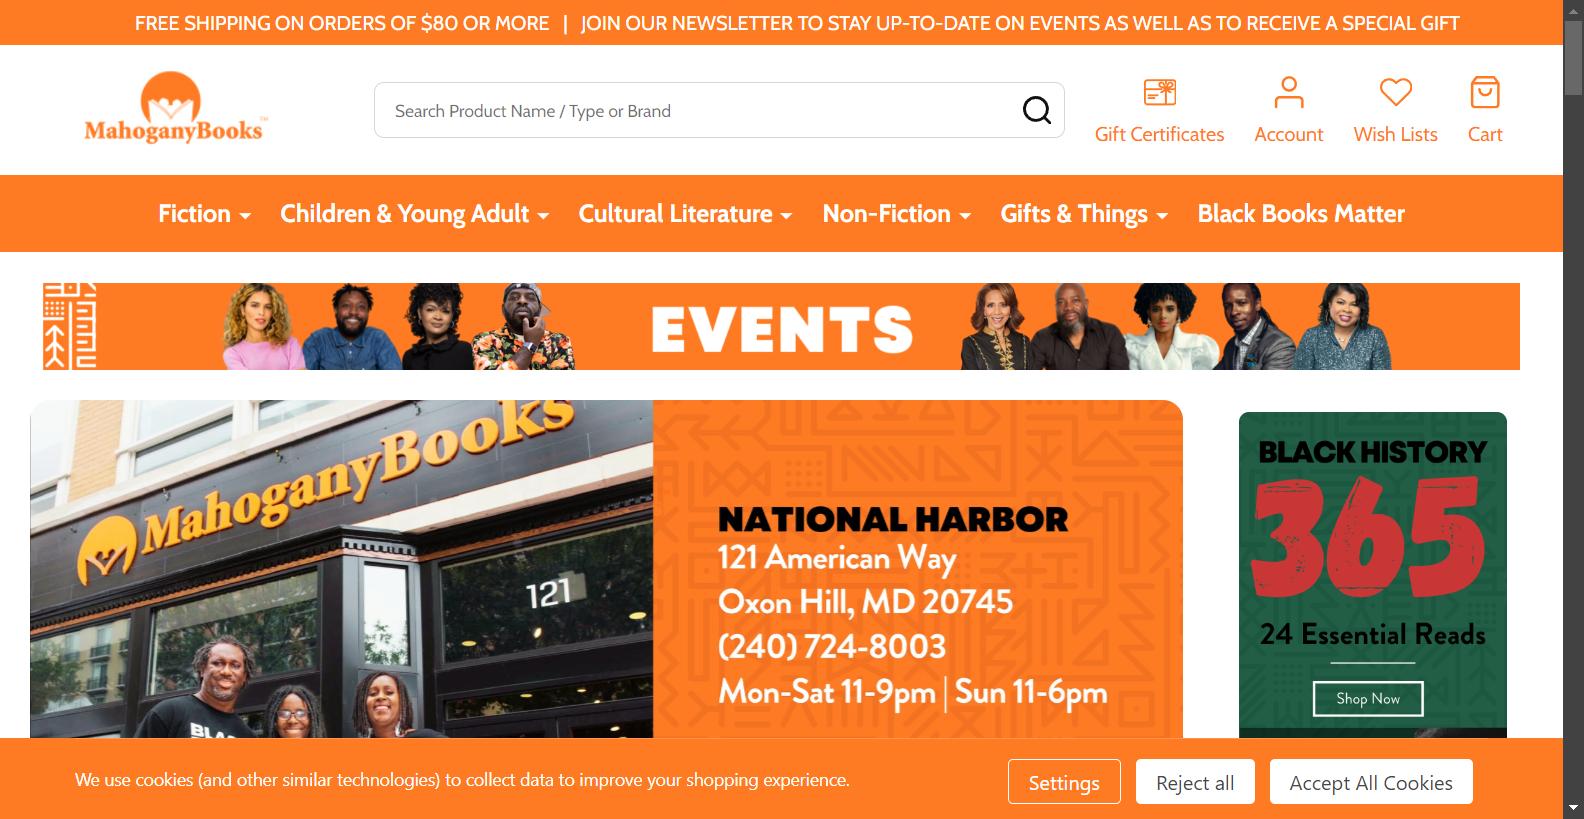 FREE SHIPPING ON ORDERS OF $80 OR MORE | JOIN OUR NEWSLETTER TO STAY UP-TO-DATE ON EVENTS AS WELL AS TO RECEIVE A SPECIAL GIFT
MahoganyBooks™
Search Product Name / Type or Brand
Gift Certificates
Account
Wish Lists
Cart
Fiction
Children & Young Adult
Cultural Literature
Non-Fiction
Gifts & Things
Black Books Matter
EVENTS
MahoganyBooks
121
BLA
NATIONAL HARBOR
121 American Way
Oxon Hill, MD 20745
(240) 724-8003
Mon-Sat 11-9pm | Sun 11-6pm
BLACK HISTORY
365
24 Essential Reads
Shop Now
We use cookies (and other similar technologies) to collect data to improve your shopping experience.
Settings
Reject all
Accept All Cookies